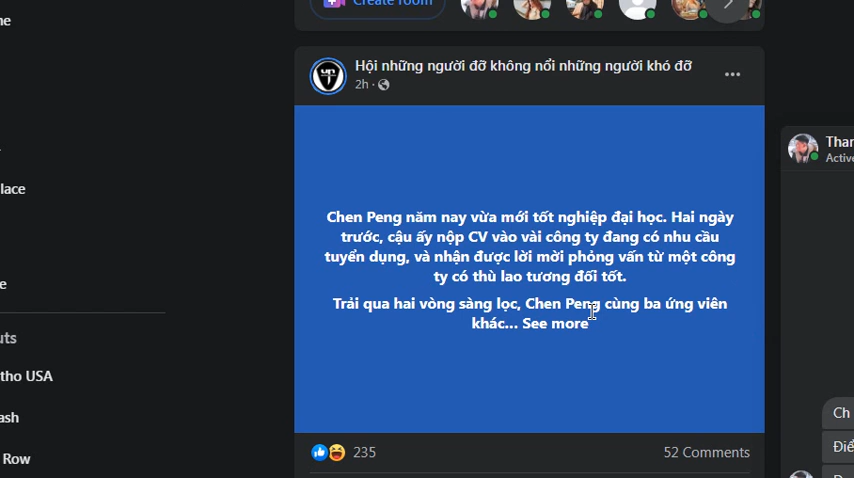 Create room
Hội những người đỡ không nổi những người khó đỡ
2h
lace
Chen Peng năm nay vừa mới tốt nghiệp đại học. Hai ngày
trước, cậu ấy nộp CV vào vài công ty đang có nhu cầu
tuyển dụng, và nhận được lời mời phỏng vấn từ một công
ty có thù lao tương đối tốt.
Trải qua hai vòng sàng lọc, Chen Peng cùng ba ứng viên
khác... See more
uts
tho USA
ash
Row
235
52 Comments
Than
Active
Ch
Điể